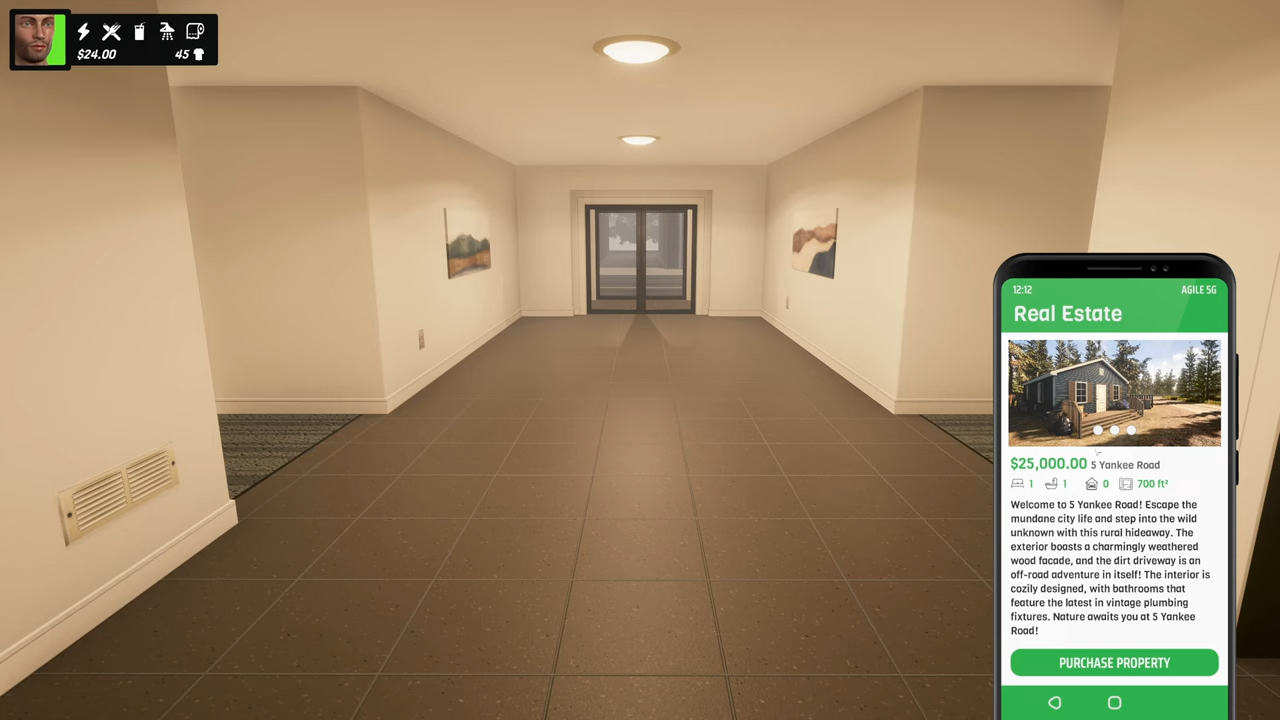 $24.00
45
12:12
AGILE 5G
Real Estate
$25,000.00 5 Yankee Road
1 1 0 700 ft²
Welcome to 5 Yankee Road! Escape the
mundane city life and step into the wild
unknown with this rural hideaway. The
exterior boasts a charmingly weathered
wood facade, and the dirt driveway is an
off-road adventure in itself! The interior is
cozily designed, with bathrooms that
feature the latest in vintage plumbing
fixtures. Nature awaits you at 5 Yankee
Road!
PURCHASE PROPERTY